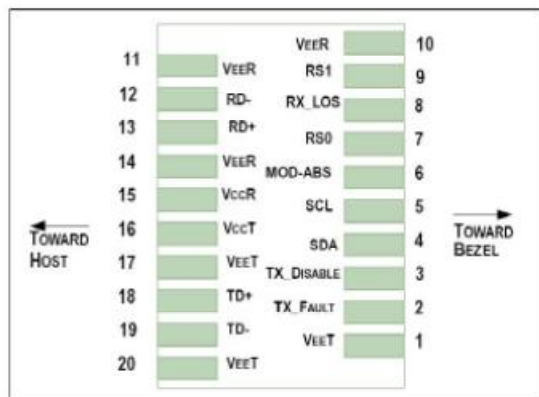 VEER 10
11 VEER RS1 9
12 RD- RX_LOS 8
13 RD+ RS0 7
14 VEER MOD-ABS 6
15 VCCR SCL 5
16 VCCT SDA 4
TOWARD HOST
TOWARD BEZEL
17 VEET TX_DISABLE 3
18 TD+ TX_FAULT 2
19 TD- VEET 1
20 VEET